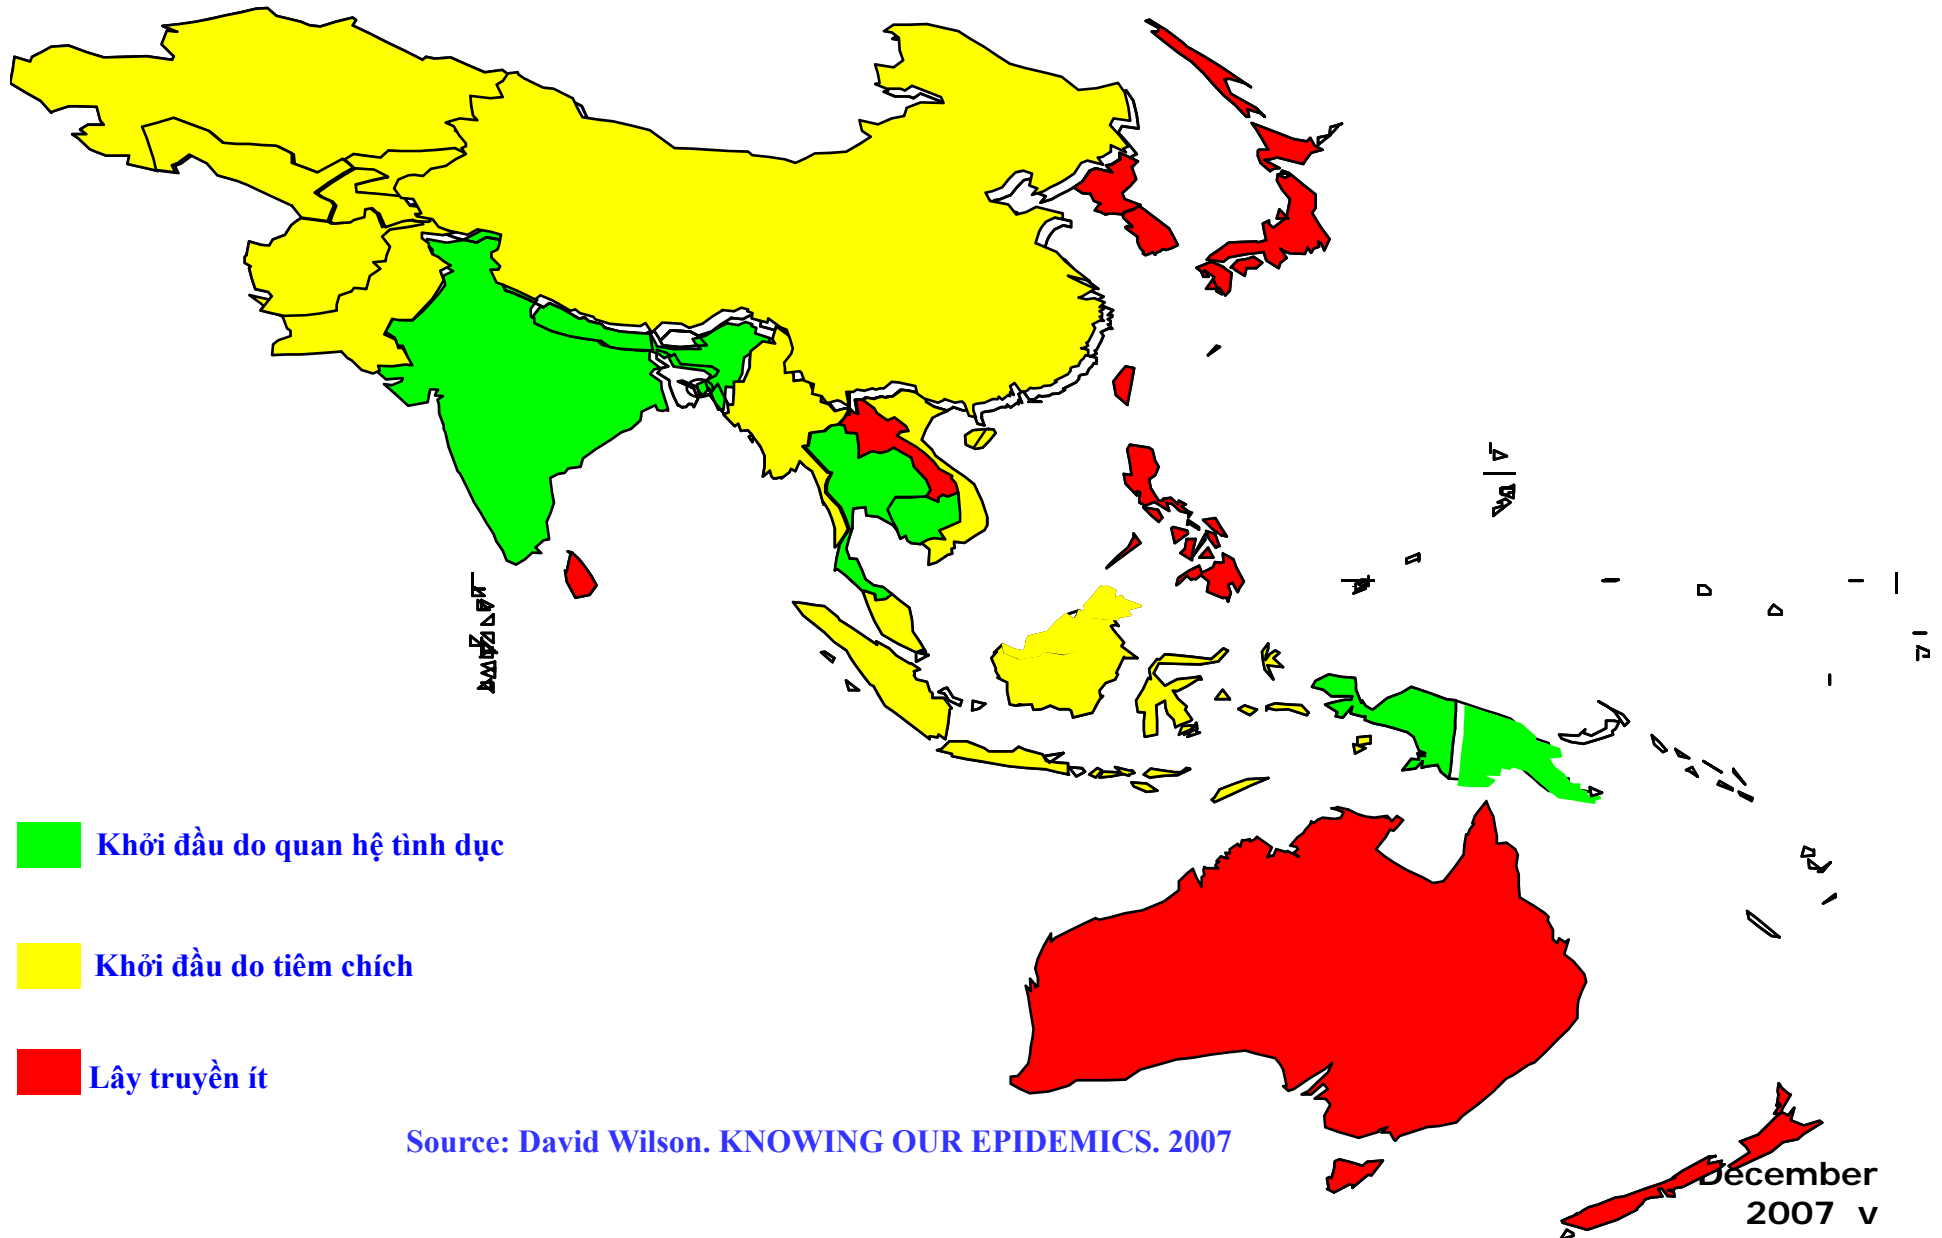 Khởi đầu do quan hệ tình dục
Khởi đầu do tiêm chích
Lây truyền ít
Source: David Wilson. KNOWING OUR EPIDEMICS. 2007
December
2007 v